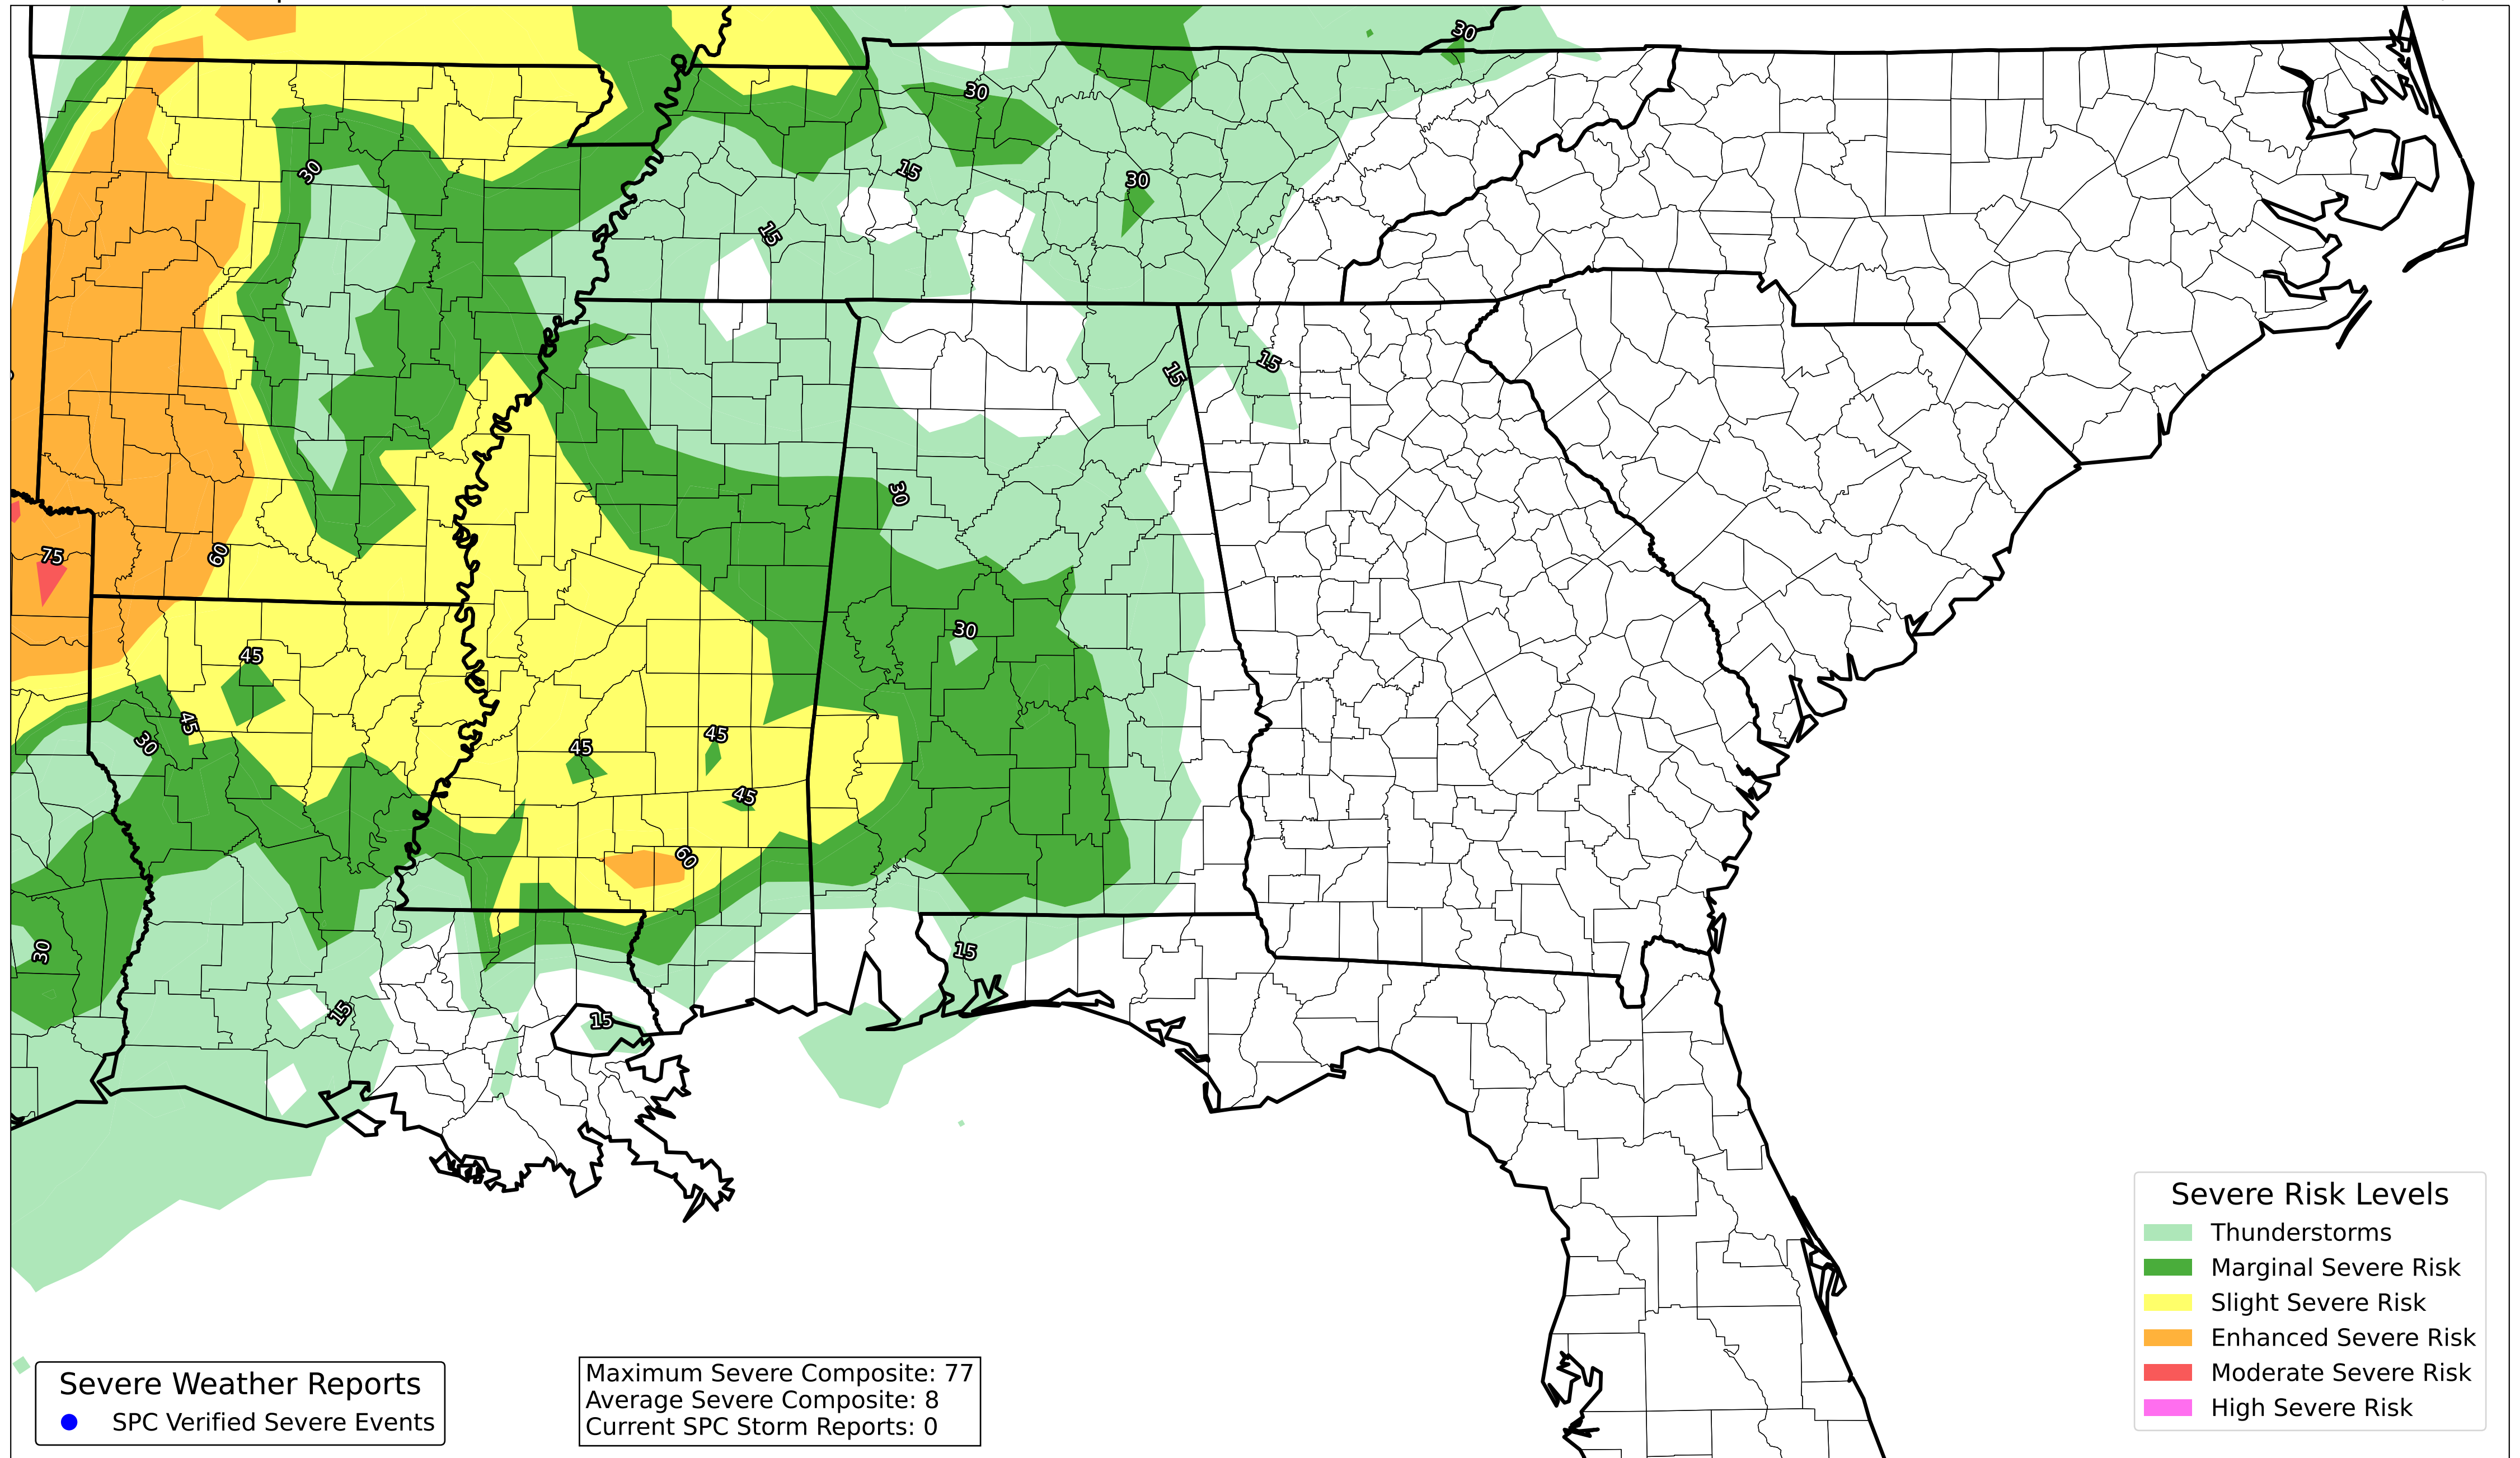 30
30
30
15
30
15
15
15
30
75
60
30
45
45
30
45
45
45
60
30
15
15
15
Severe Risk Levels
Thunderstorms
Marginal Severe Risk
Slight Severe Risk
Enhanced Severe Risk
Moderate Severe Risk
High Severe Risk
Severe Weather Reports
SPC Verified Severe Events
Maximum Severe Composite: 77
Average Severe Composite: 8
Current SPC Storm Reports: 0